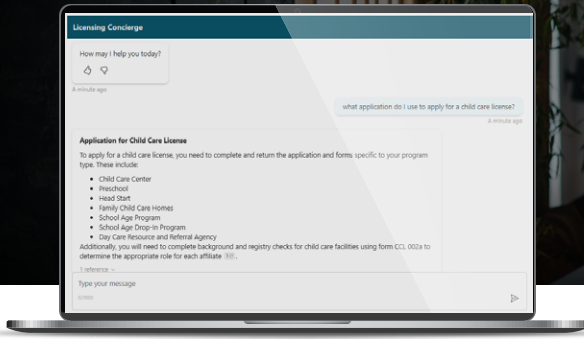 Licensing Concierge
How may I help you today?
A minute ago
what application do I use to apply for a child care license?
A minute ago
Application for Child Care License
To apply for a child care license, you need to complete and return the application and forms specific to your program
type. These include:
• Child Care Center
• Preschool
• Head Start
• Family Child Care Homes
• School Age Program
• School Age Drop-in Program
• Day Care Resource and Referral Agency
Additionally, you will need to complete background and registry checks for child care facilities using form CCL 002a to
determine the appropriate role for each affiliate
1 reference
Type your message